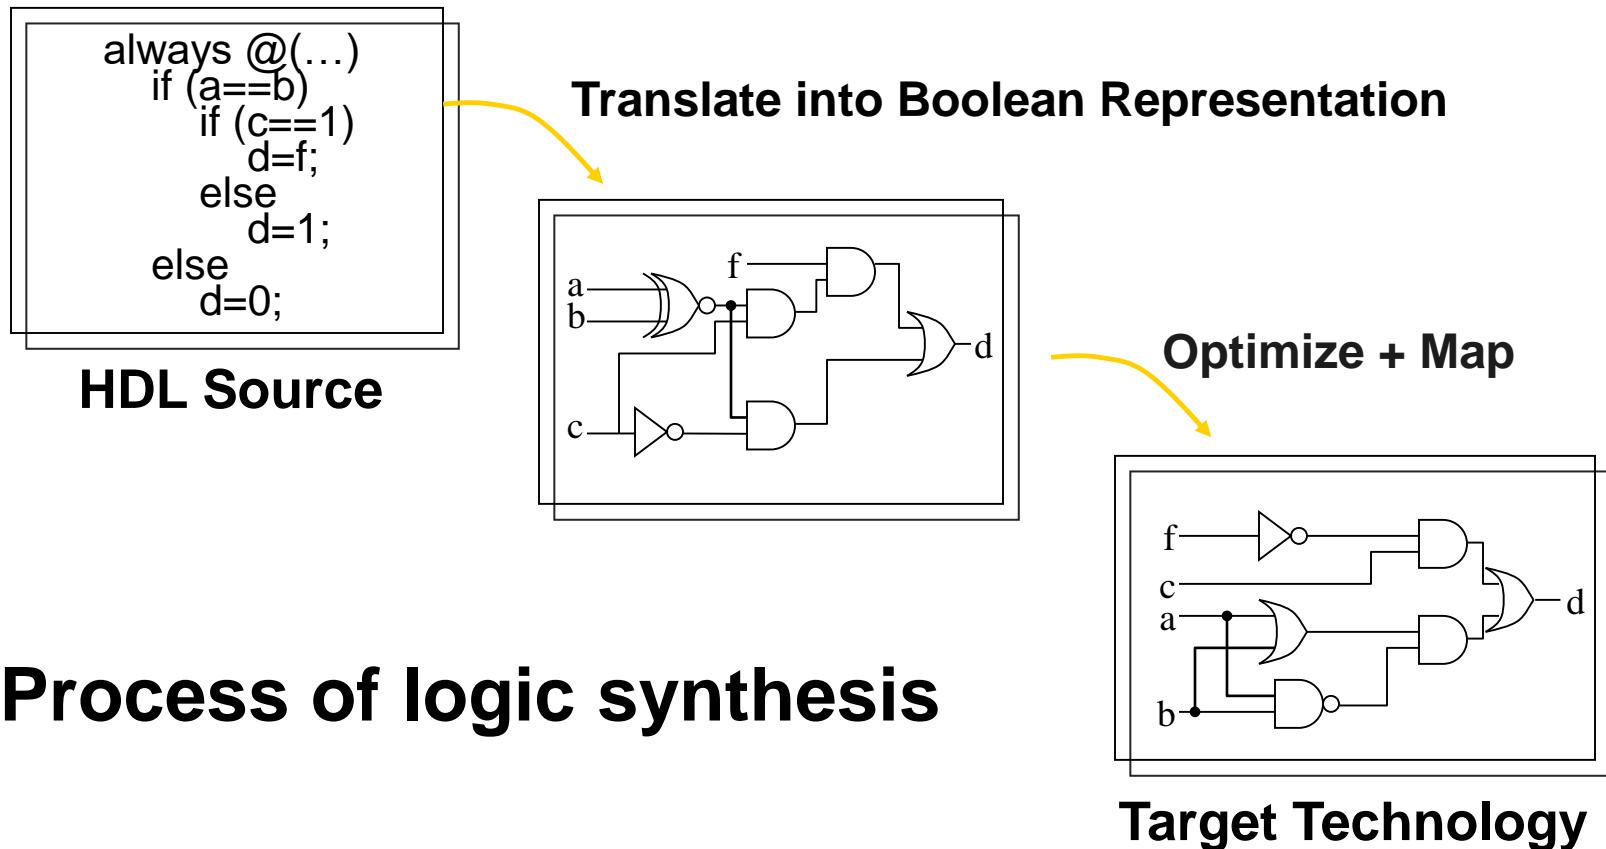 always @(…)
if (a==b)
if (c==1)
d=f;
else
d=1;
else
d=0;
HDL Source
Translate into Boolean Representation
f
a
b
d
c
Optimize + Map
f
c
a
d
b
Target Technology
Process of logic synthesis